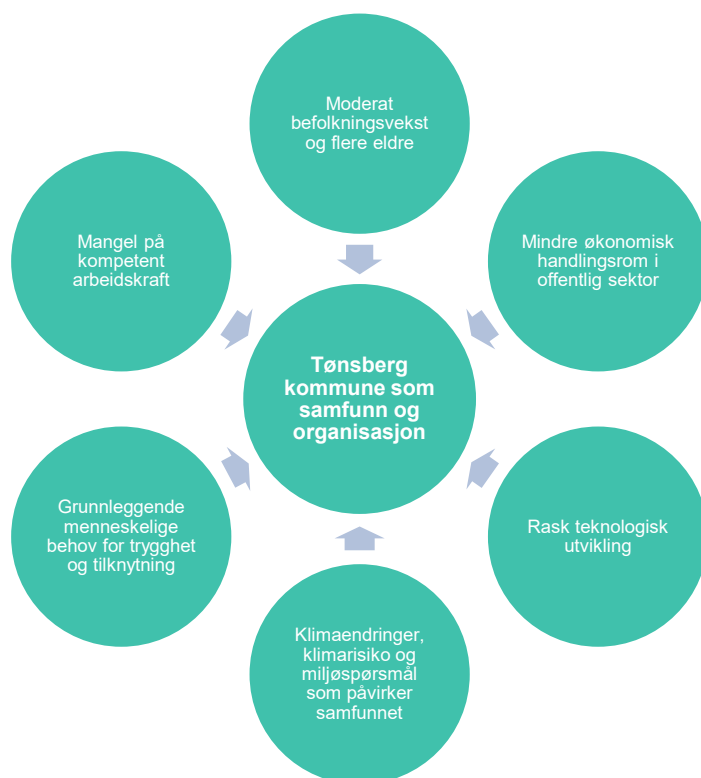 Moderat
befolkningsvekst
og flere eldre
Mangel på
kompetent
arbeidskraft
Mindre økonomisk
handlingsrom i
offentlig sektor
Tønsberg
kommune som
samfunn og
organisasjon
Grunnleggende
menneskelige
behov for trygghet
og tilknytning
Rask teknologisk
utvikling
Klimaendringer,
klimarisiko og
miljøspørsmål
som påvirker
samfunnet